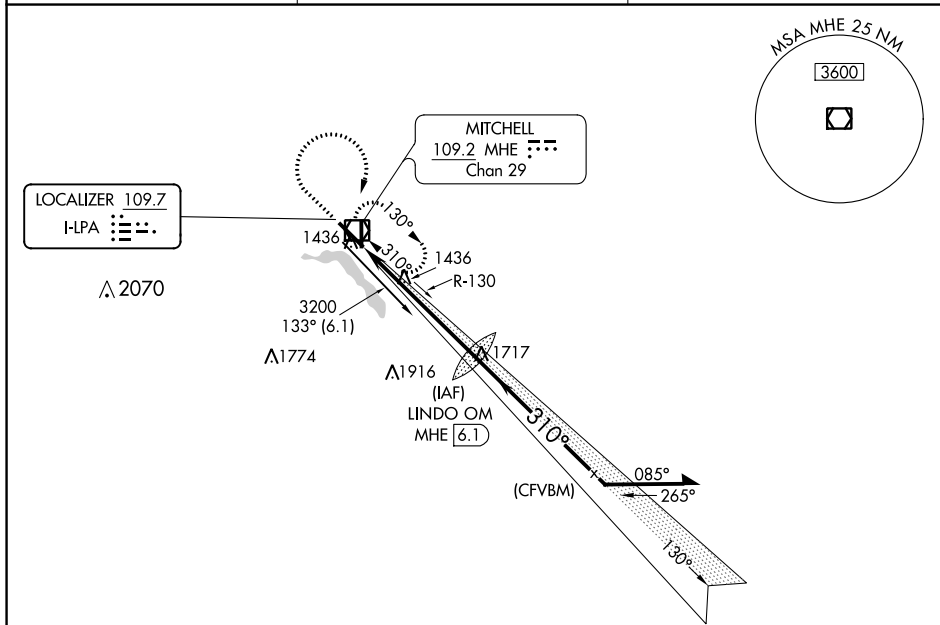 MSA MHE 25 NM
3600
MITCHELL
109.2 MHE
Chan 29
LOCALIZER 109.7
I-LPA
1436
130°
310°
1436
R-130
2070
3200
133° (6.1)
1774
1916
1717
(IAF)
LINDO OM
MHE 6.1
310°
(CFVBM)
085°
265°
130°